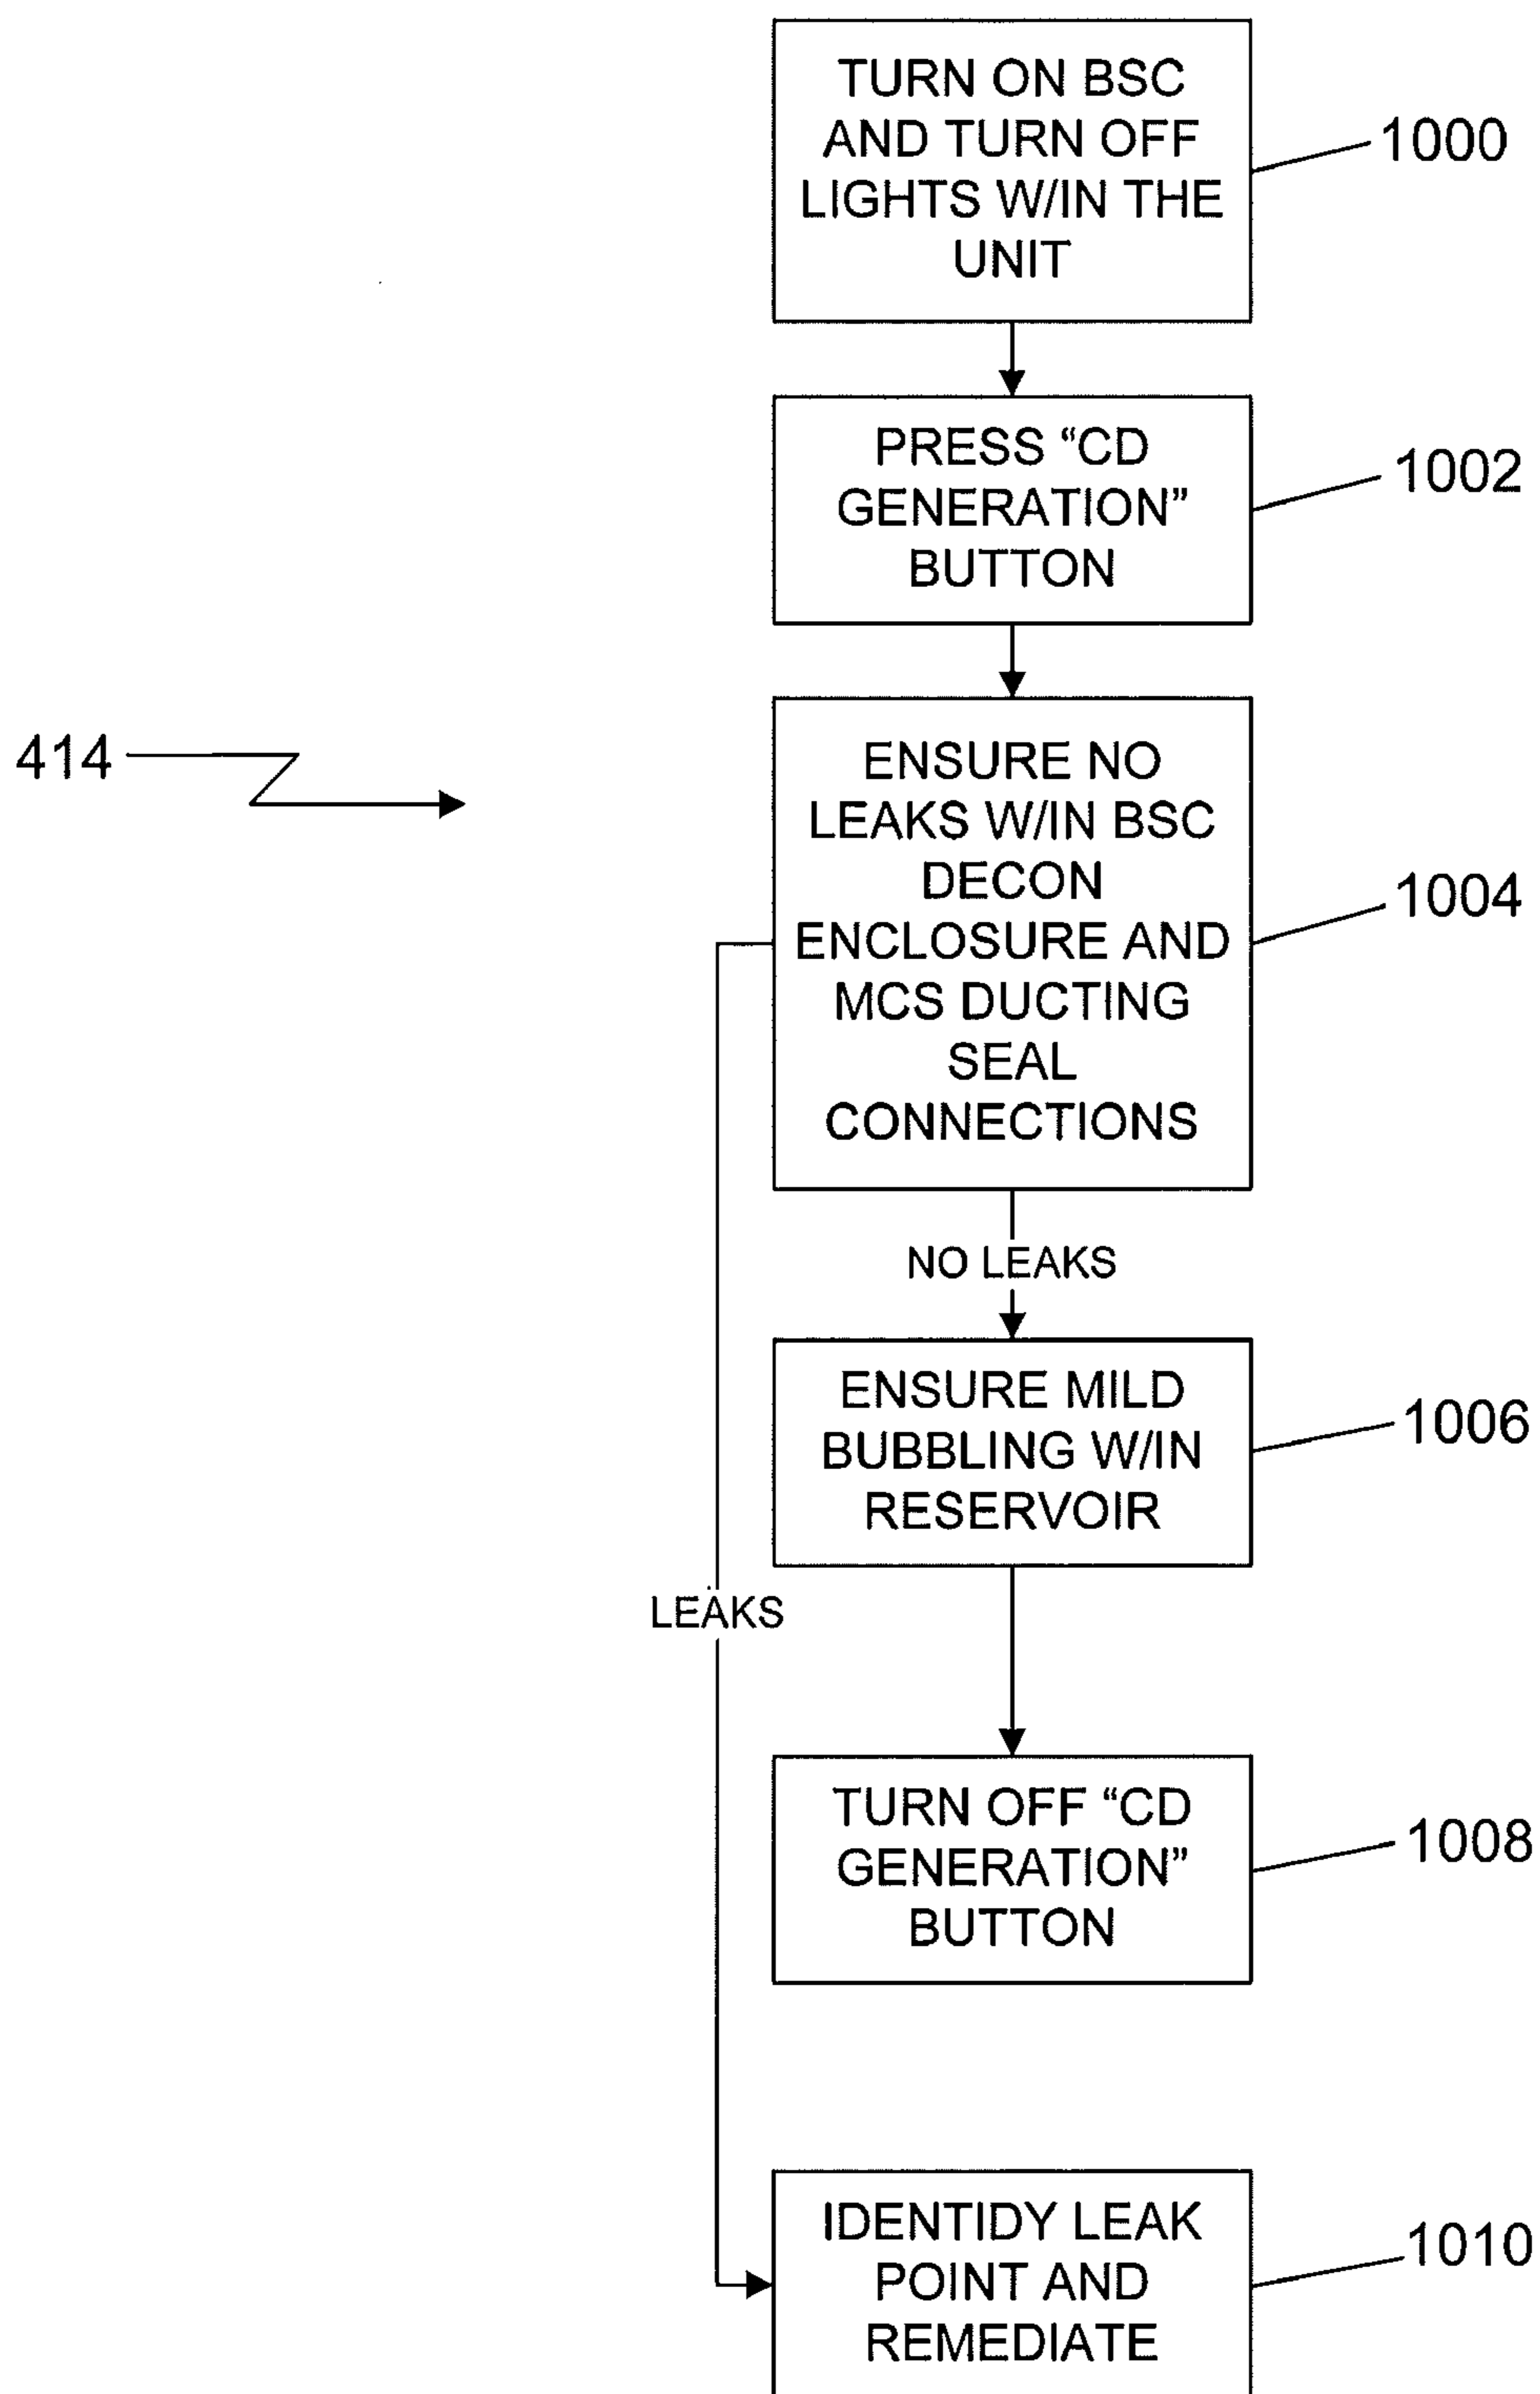 TURN ON BSC
AND TURN OFF
LIGHTS W/IN THE
UNIT
1000
PRESS “CD
GENERATION”
BUTTON
1002
414
ENSURE NO
LEAKS W/IN BSC
DECON
ENCLOSURE AND
MCS DUCTING
SEAL
CONNECTIONS
1004
NO LEAKS
ENSURE MILD
BUBBLING W/IN
RESERVOIR
1006
LEAKS
TURN OFF “CD
GENERATION”
BUTTON
1008
IDENTIDY LEAK
POINT AND
REMEDIATE
1010